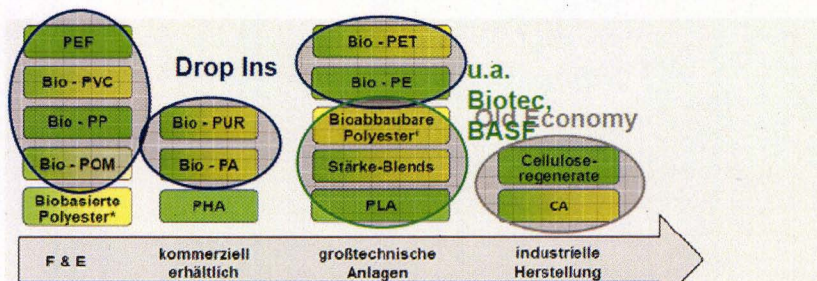 PEF
Bio - PVC
Bio - PP
Bio - POM
Biobasierte
Polyester*
Drop Ins
Bio - PUR
Bio - PA
PHA
Bio - PET
Bio - PE
Bioabbaubare
Polyester*
Stärke-Blends
PLA
u.a.
Biotec,
BASF
Old Economy
Cellulose-
regenerate
CA
F & E
kommerziell
erhältlich
großtechnische
Anlagen
industrielle
Herstellung